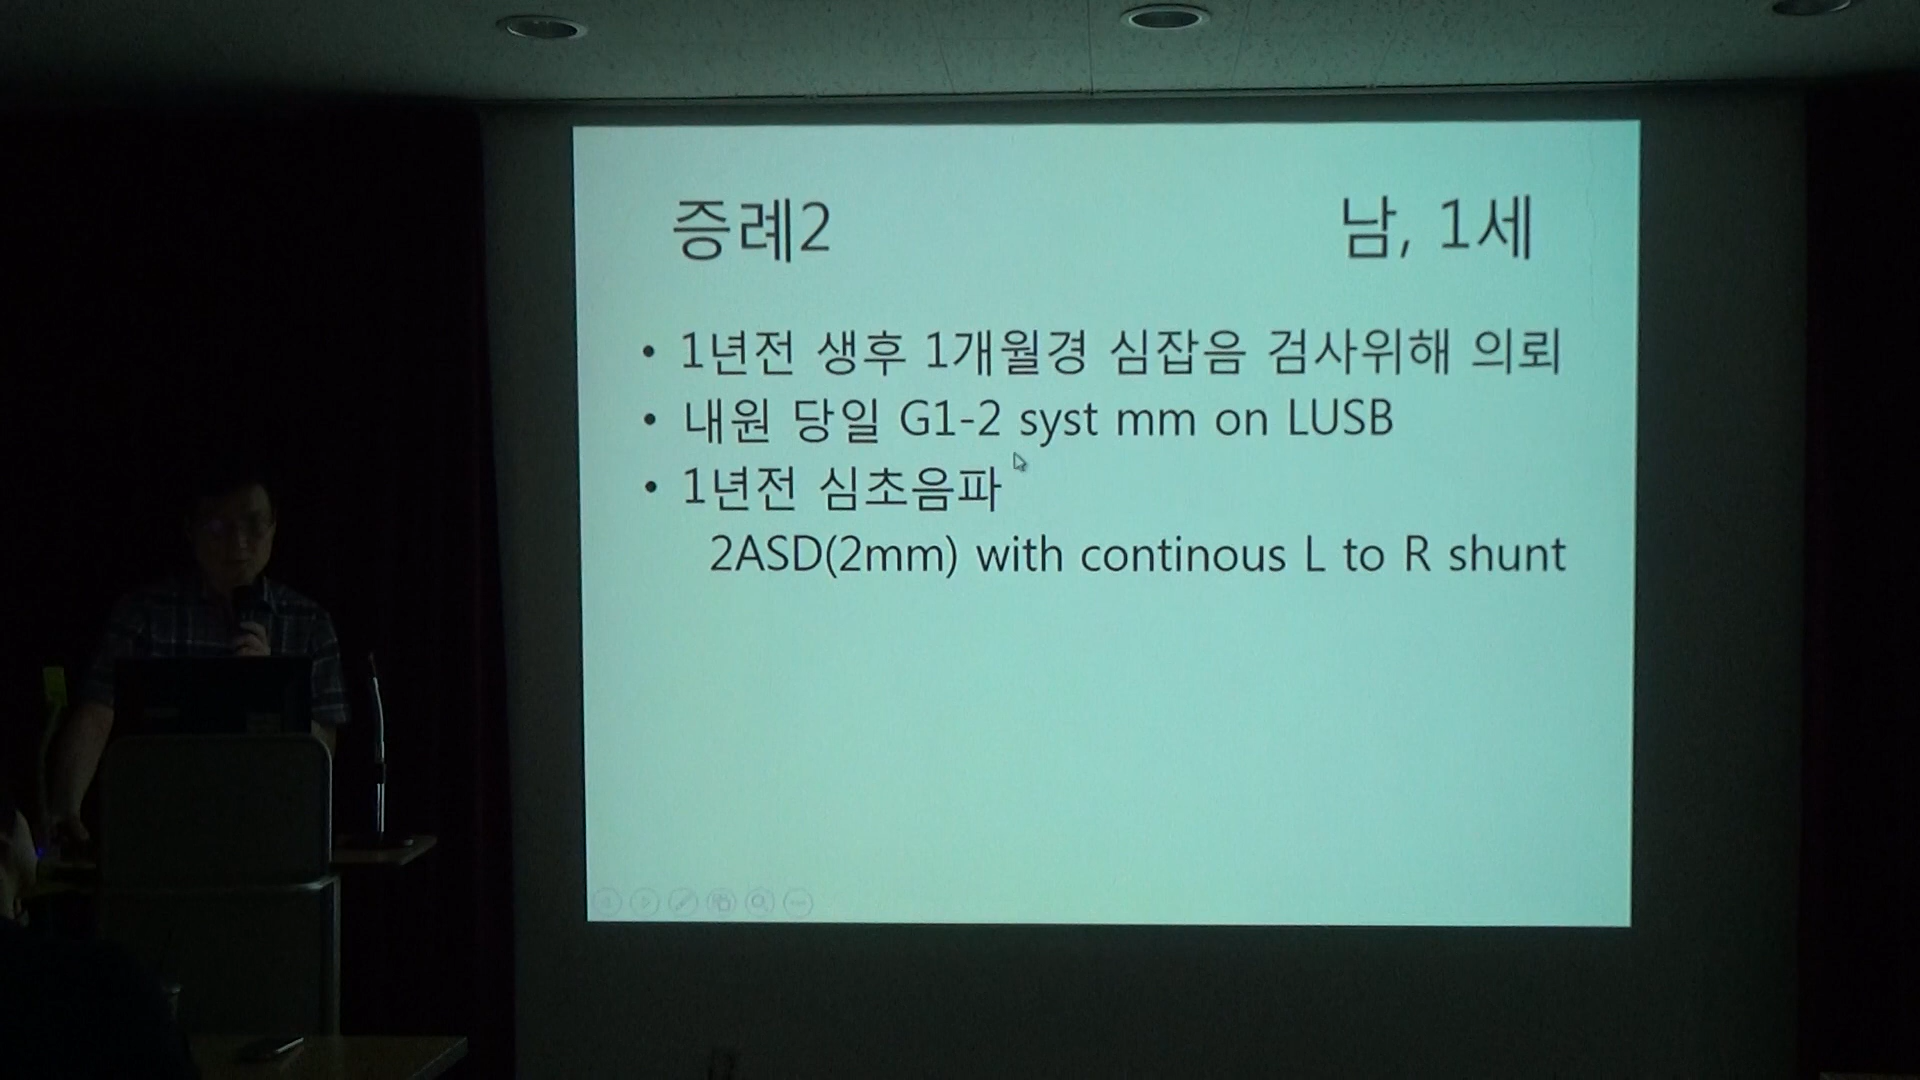 증례2 남, 1세
• 1년전 생후 1개월경 심잡음 검사위해 의뢰
• 내원 당일 G1-2 syst mm on LUSB
• 1년전 심초음파
2ASD(2mm) with continous L to R shunt